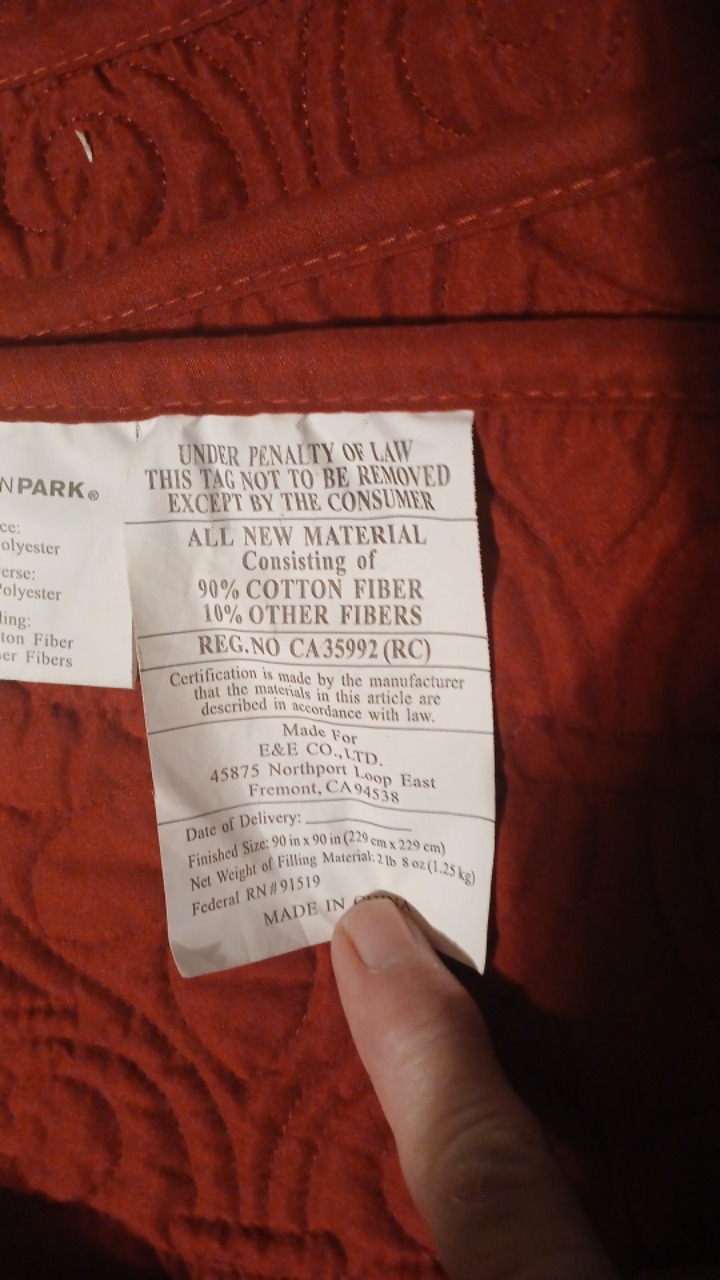 NPARK®
ce:
olyester
erse:
Polyester
ling:
ton Fiber
er Fibers
UNDER PENALTY OF LAW
THIS TAG NOT TO BE REMOVED
EXCEPT BY THE CONSUMER
ALL NEW MATERIAL
Consisting of
90% COTTON FIBER
10% OTHER FIBERS
REG.NO CA35992 (RC)
Certification is made by the manufacturer
that the materials in this article are
described in accordance with law.
Made For
E&E CO., LTD.
45875 Northport Loop East
Fremont, CA94538
Date of Delivery:
Finished Size: 90 in x 90 in (229 cm x 229 cm)
Net Weight of Filling Material: 2 lb 8 oz (1.25 kg)
Federal RN# 91519
MADE IN CHINA